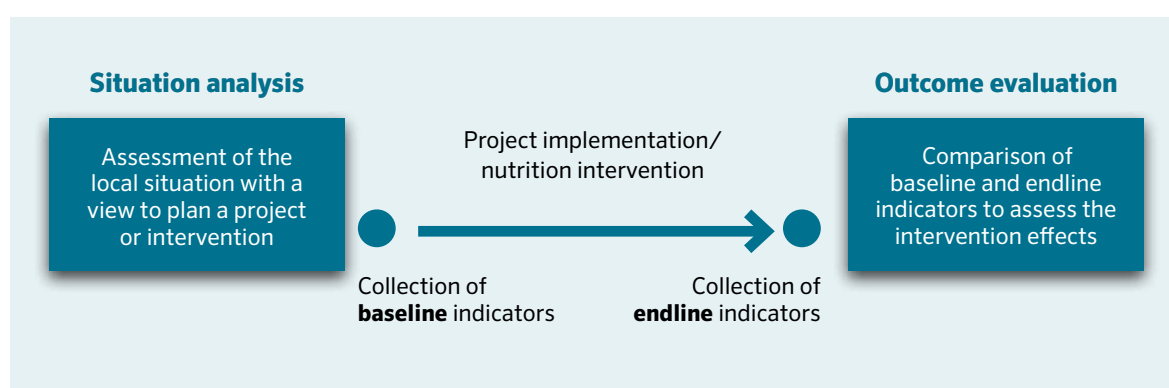 Situation analysis
Assessment of the
local situation with a
view to plan a project
or intervention
Project implementation/
nutrition intervention
Collection of
baseline indicators
Collection of
endline indicators
Outcome evaluation
Comparison of
baseline and endline
indicators to assess the
intervention effects